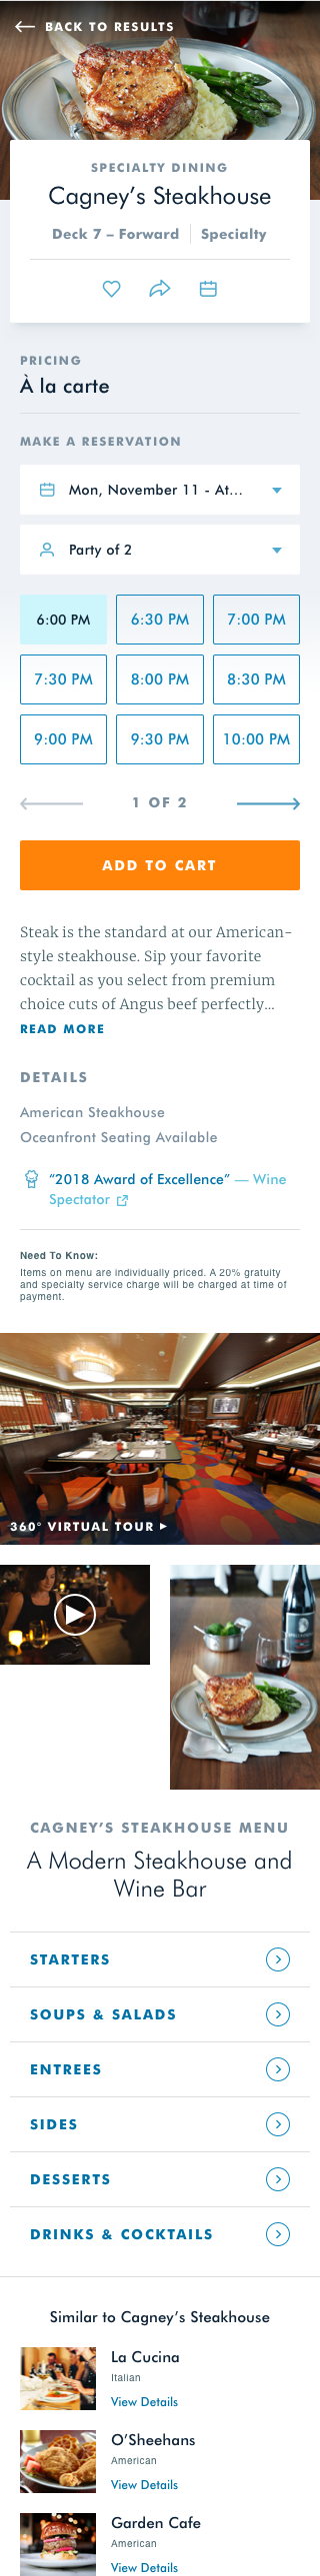 BACK TO RESULTS
SPECIALTY DINING
Cagney's Steakhouse
Deck 7 – Forward Specialty
PRICING
À la carte
MAKE A RESERVATION
Mon, November 11 - At...
Party of 2
6:00 PM 6:30 PM 7:00 PM
7:30 PM 8:00 PM 8:30 PM
9:00 PM 9:30 PM 10:00 PM
1 OF 2
ADD TO CART
Steak is the standard at our American-
style steakhouse. Sip your favorite
cocktail as you select from premium
choice cuts of Angus beef perfectly...
READ MORE
DETAILS
American Steakhouse
Oceanfront Seating Available
“2018 Award of Excellence” — Wine
Spectator
Need To Know:
Items on menu are individually priced. A 20% gratuity
and specialty service charge will be charged at time of
payment.
360° VIRTUAL TOUR
CAGNEY'S STEAKHOUSE MENU
A Modern Steakhouse and
Wine Bar
STARTERS
SOUPS & SALADS
ENTREES
SIDES
DESSERTS
DRINKS & COCKTAILS
Similar to Cagney's Steakhouse
La Cucina
Italian
View Details
O'Sheehans
American
View Details
Garden Cafe
American
View Details